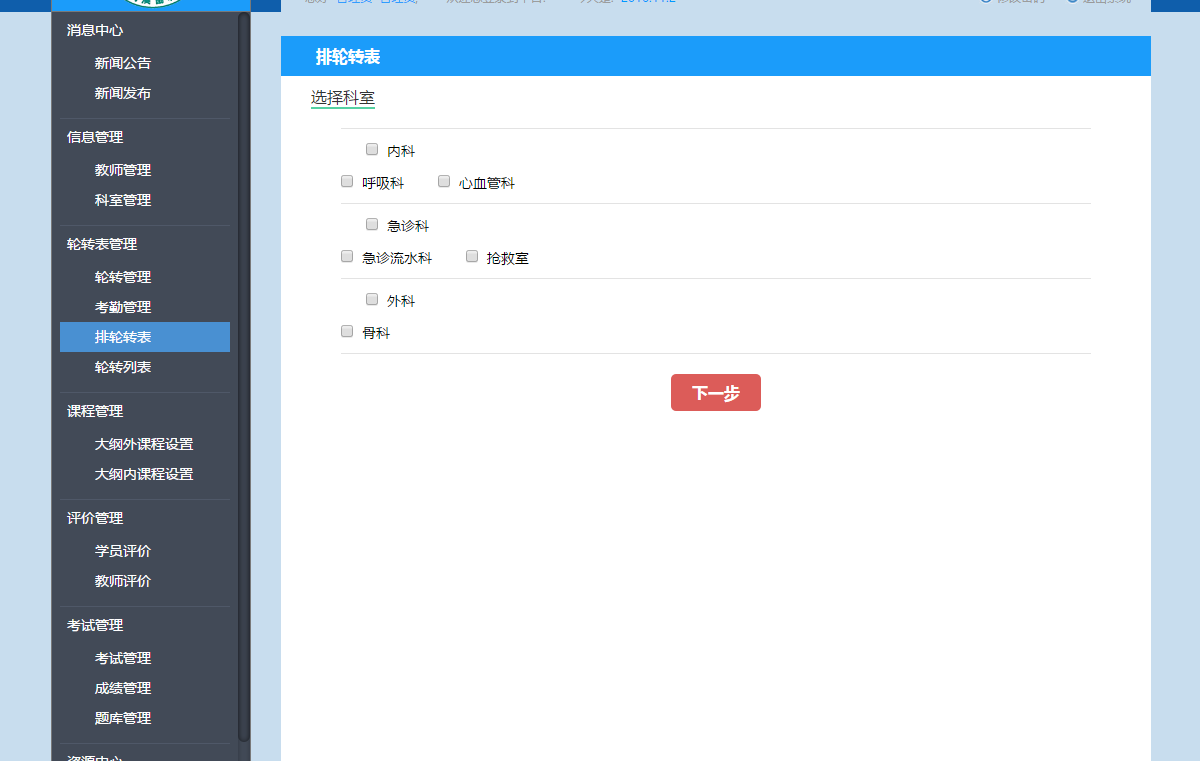 消息中心
新闻公告
新闻发布
信息管理
教师管理
科室管理
轮转表管理
轮转管理
考勤管理
排轮转表
轮转列表
课程管理
大纲外课程设置
大纲内课程设置
评价管理
学员评价
教师评价
考试管理
考试管理
成绩管理
题库管理
资源中心
排轮转表
选择科室
内科
呼吸科 心血管科
急诊科
急诊流水科 抢救室
外科
骨科
下一步